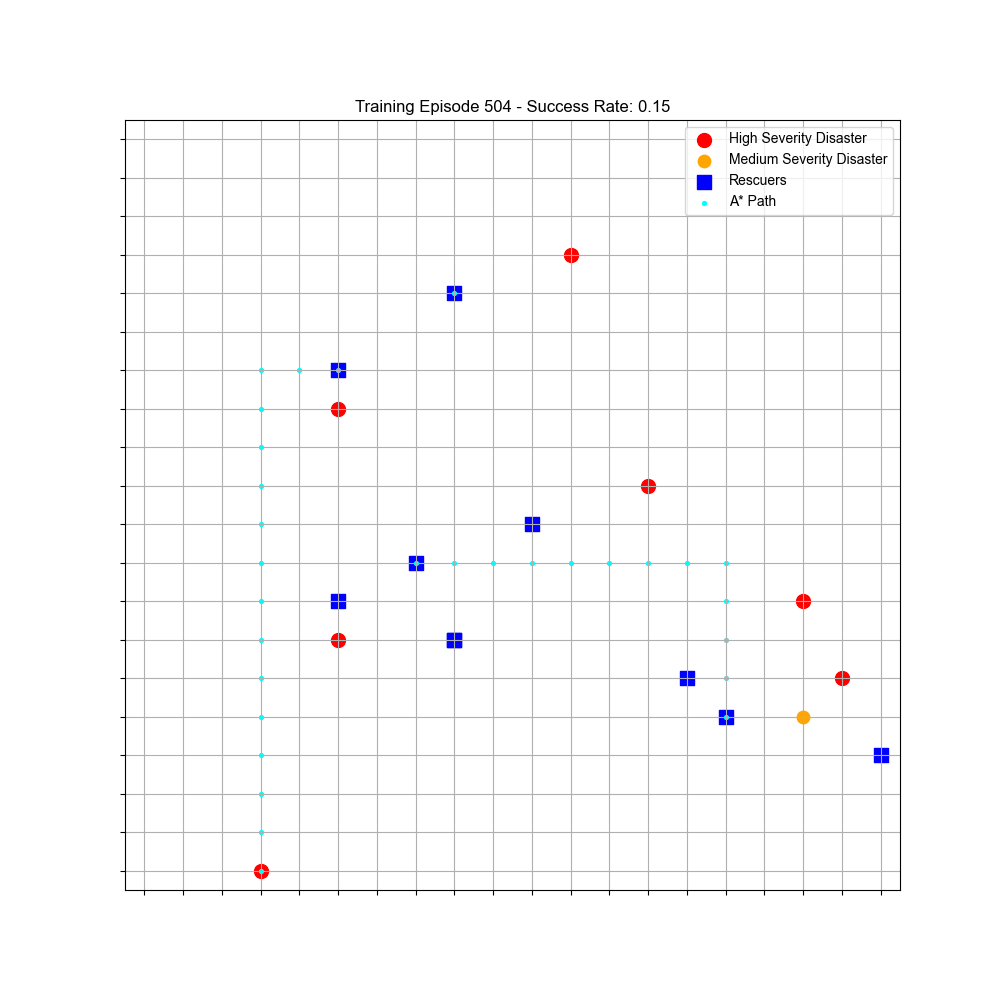 Training Episode 504 - Success Rate: 0.15
High Severity Disaster
Medium Severity Disaster
Rescuers
A* Path